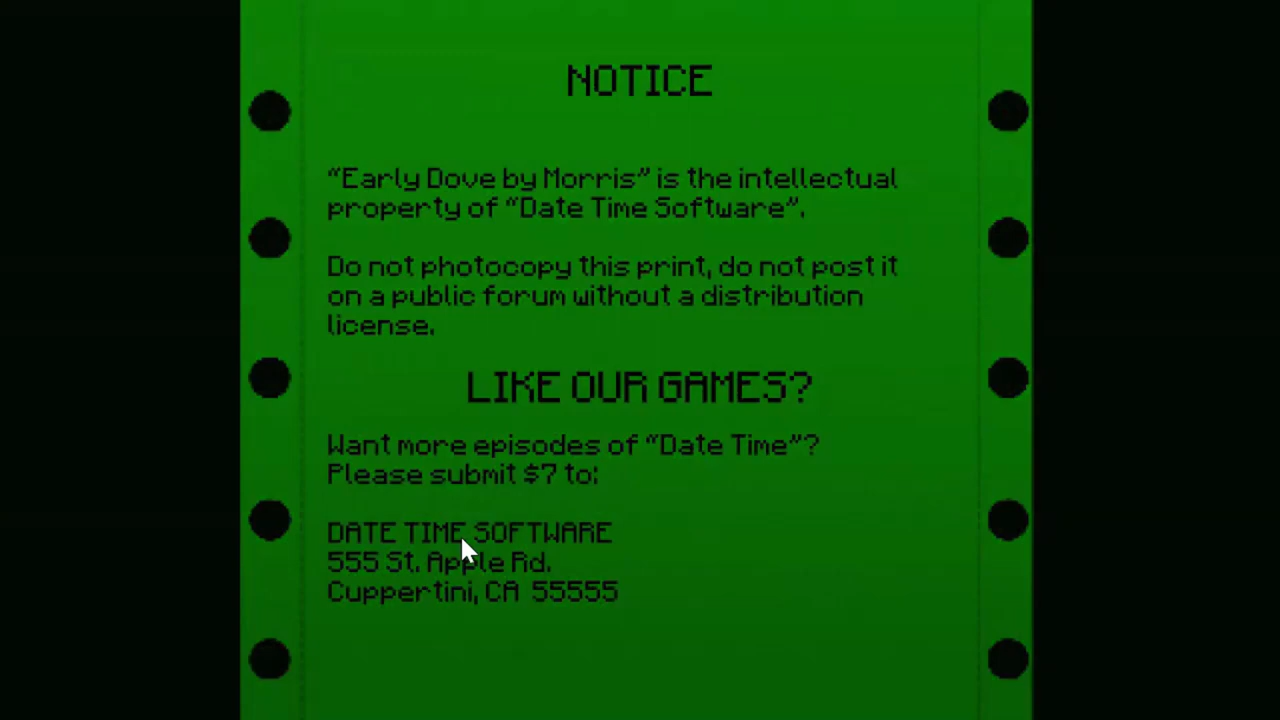 NOTICE
“Early Dove by Morris” is the intellectual
property of “Date Time Software”.
Do not photocopy this print, do not post it
on a public forum without a distribution
license.
LIKE OUR GAMES?
Want more episodes of “Date Time”?
Please submit $7 to:
DATE TIME SOFTWARE
555 St. Apple Rd.
Cuppertini, CA 55555